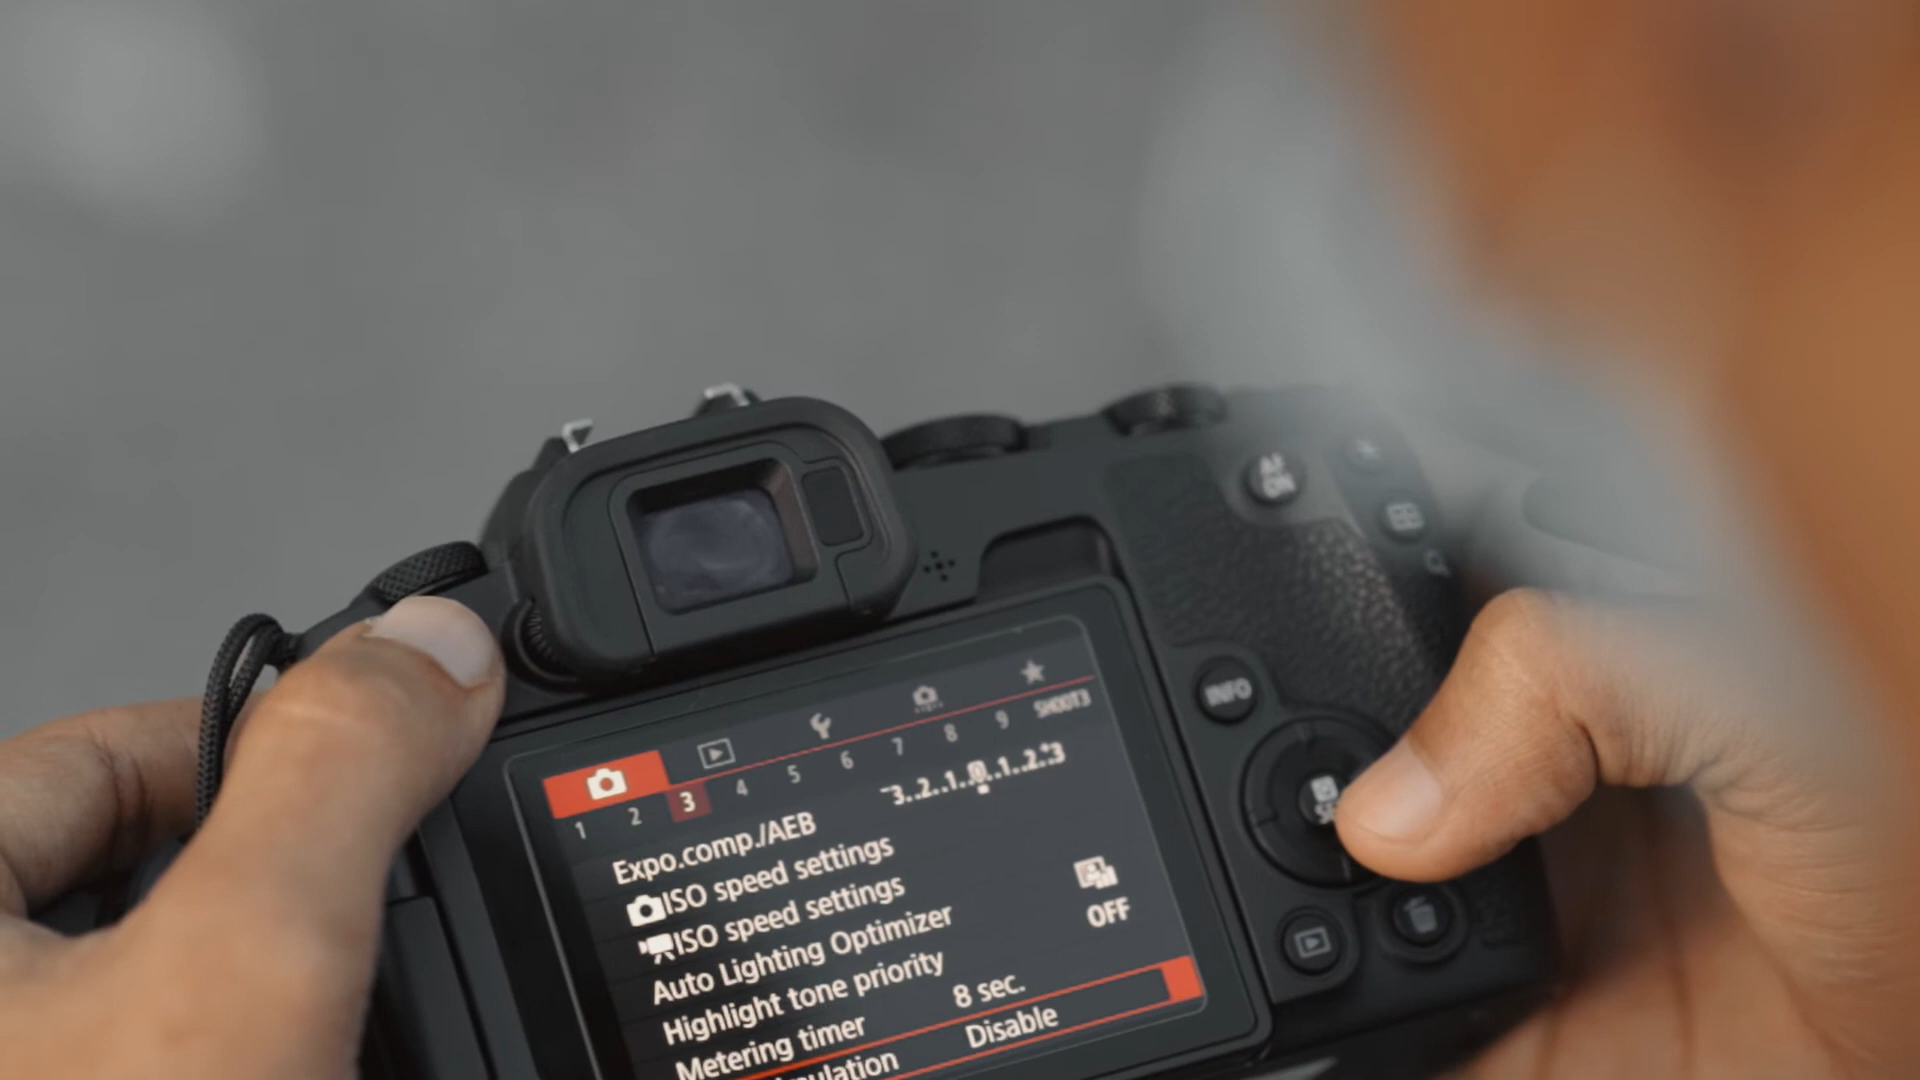 SHOOT3
1 2 3 4 5 6 7 8 9
Expo.comp./AEB -3..2..1..0..1..2..+3
ISO speed settings
ISO speed settings
Auto Lighting Optimizer
Highlight tone priority OFF
Metering timer 8 sec.
Disable
AF
ON
INFO